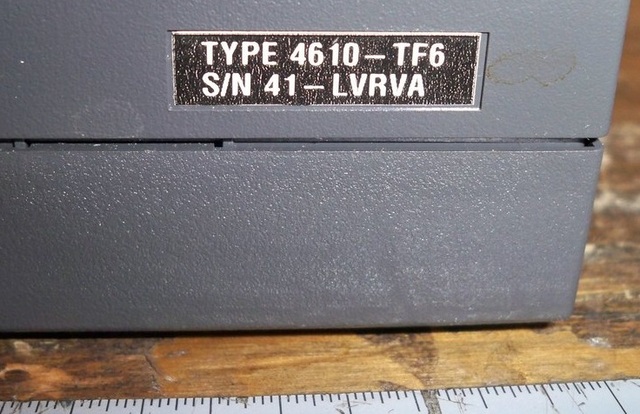 TYPE 4610-TF6
S/N 41-LVRVA